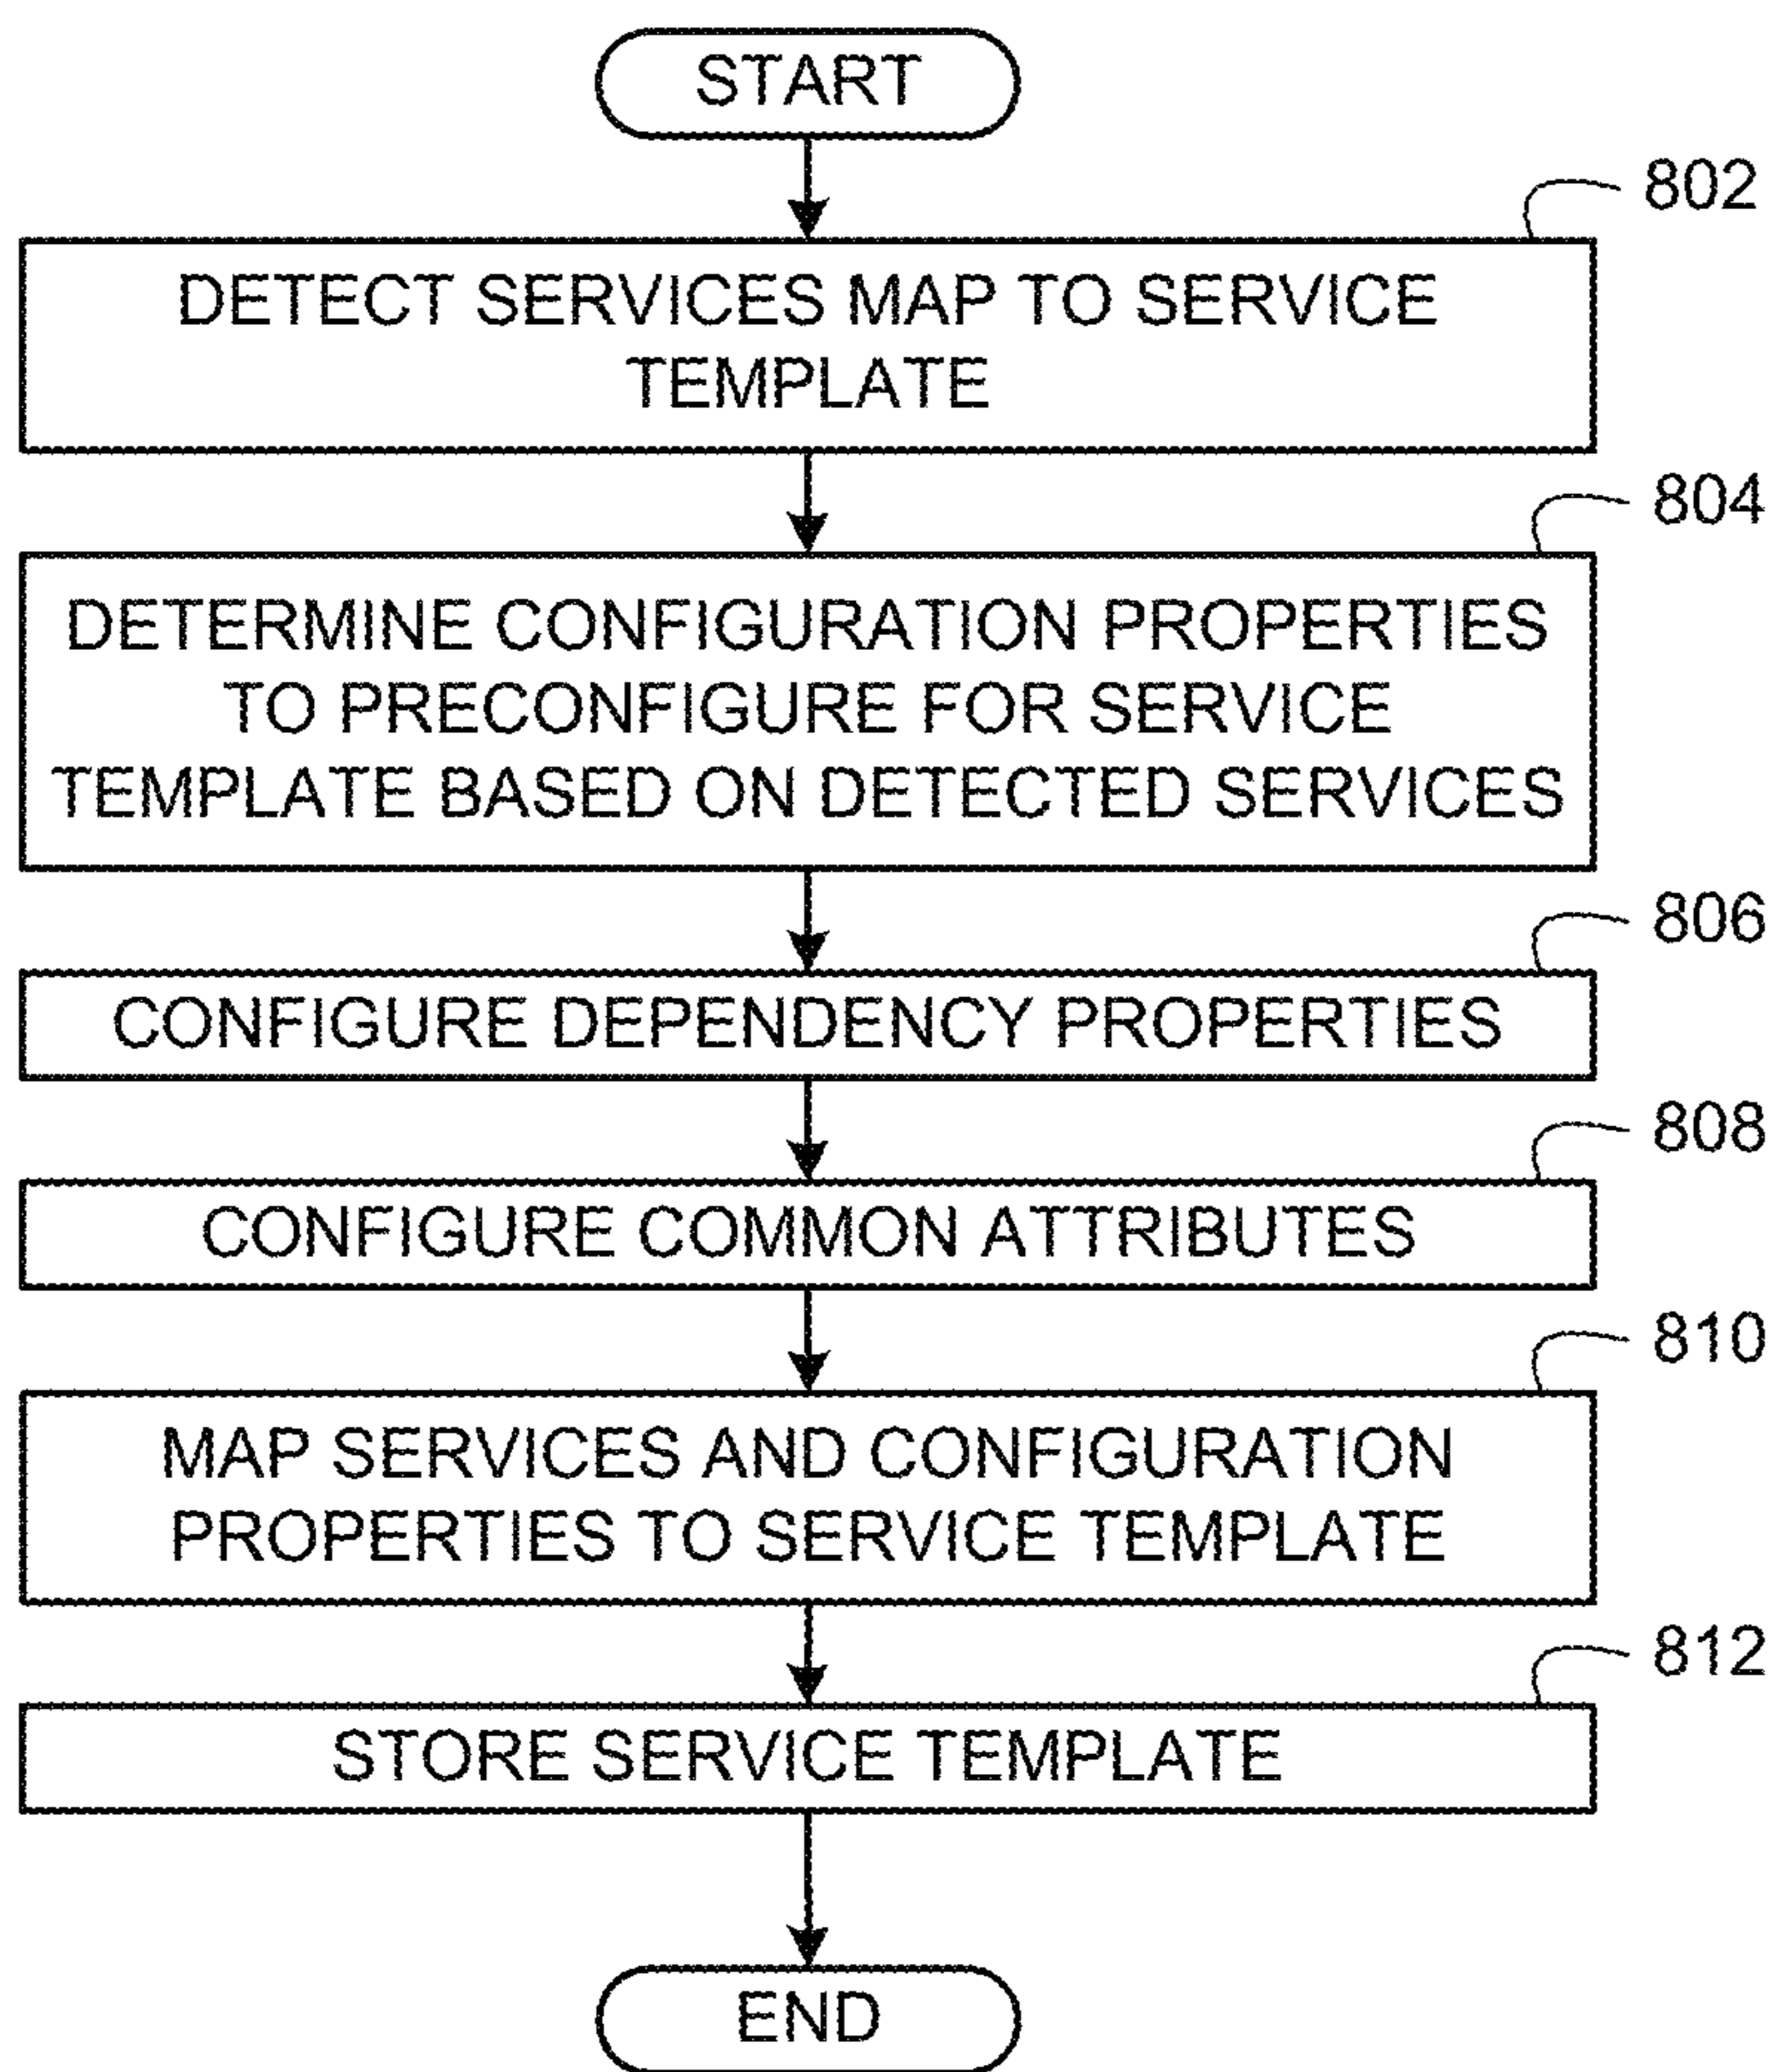 START
802
DETECT SERVICES MAP TO SERVICE
TEMPLATE
804
DETERMINE CONFIGURATION PROPERTIES
TO PRECONFIGURE FOR SERVICE
TEMPLATE BASED ON DETECTED SERVICES
806
CONFIGURE DEPENDENCY PROPERTIES
808
CONFIGURE COMMON ATTRIBUTES
810
MAP SERVICES AND CONFIGURATION
PROPERTIES TO SERVICE TEMPLATE
812
STORE SERVICE TEMPLATE
END